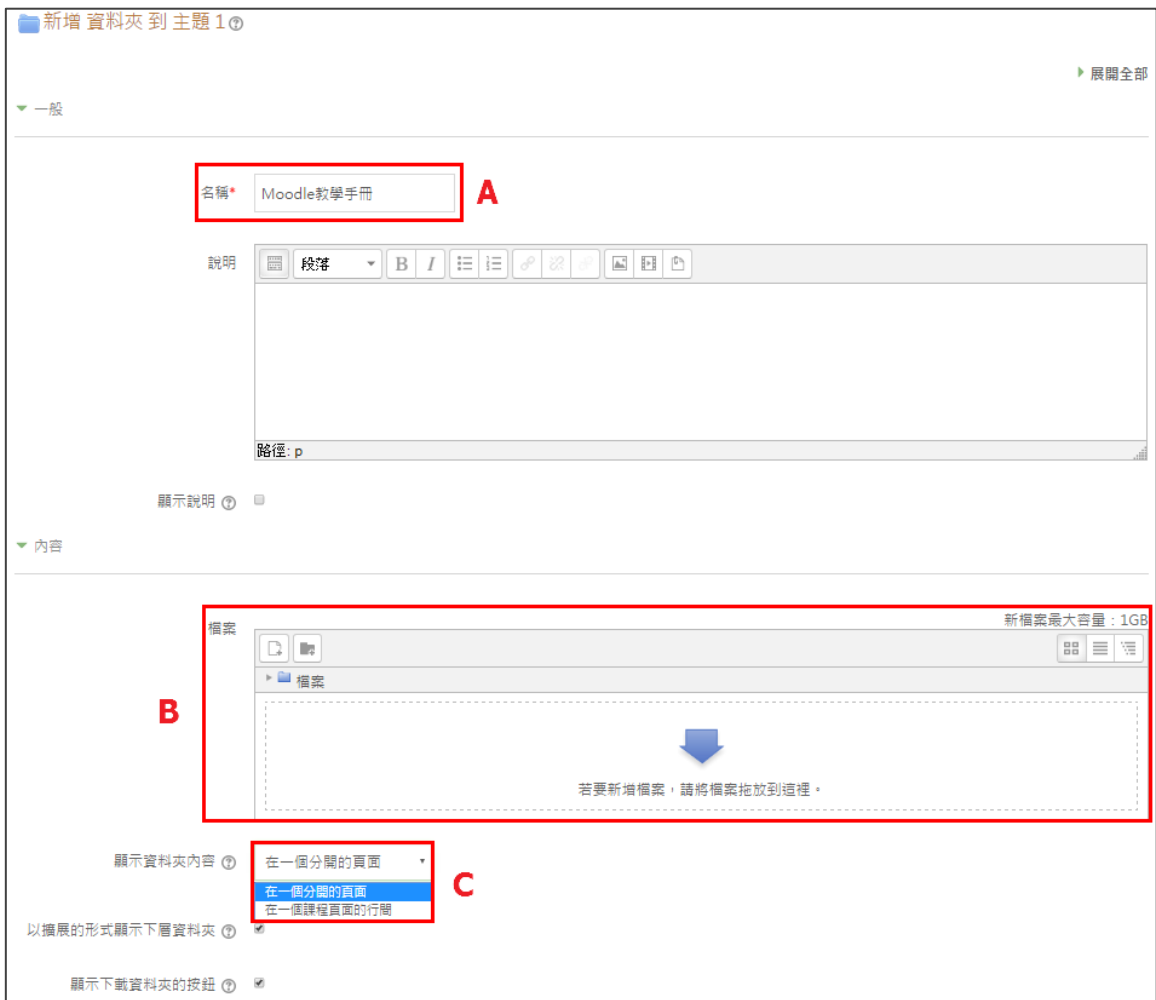 新增 資料夾 到 主題 1
展開全部
一般
名稱* Moodle教學手冊 A
說明 段落 B I
路徑: p
顯示說明
內容
新檔案最大容量：1GB
檔案
檔案
B
若要新增檔案，請將檔案拖放到這裡。
顯示資料夾內容 在一個分開的頁面
C
在一個分開的頁面
在一個課程頁面的行間
以擴展的形式顯示下層資料夾
顯示下載資料夾的按鈕